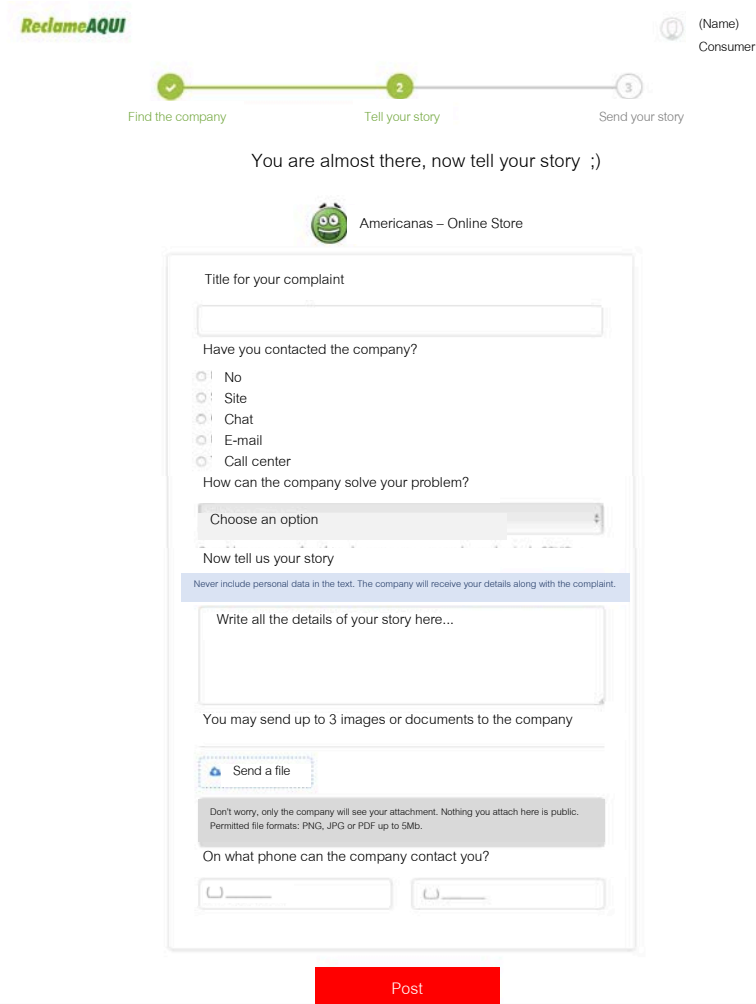 ReclameAQUI
(Name)
Consumer
2
3
Find the company
Tell your story
Send your story
You are almost there, now tell your story ;)
Americanas – Online Store
Title for your complaint
Have you contacted the company?
No
Site
Chat
E-mail
Call center
How can the company solve your problem?
Choose an option
Now tell us your story
Never include personal data in the text. The company will receive your details along with the complaint.
Write all the details of your story here...
You may send up to 3 images or documents to the company
Send a file
Don't worry, only the company will see your attachment. Nothing you attach here is public.
Permitted file formats: PNG, JPG or PDF up to 5Mb.
On what phone can the company contact you?
(__)_______
(__)_______
Post